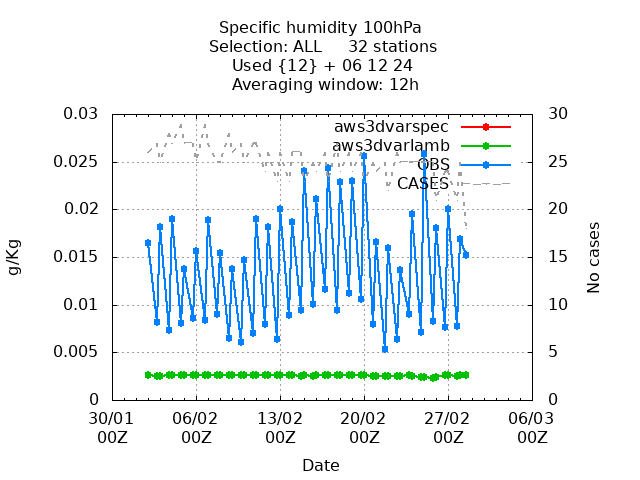 Specific humidity 100hPa
Selection: ALL 32 stations
Used {12} + 06 12 24
Averaging window: 12h
aws3dvarspec
aws3dvarlamb
OBS
CASES
0.03
0.025
0.02
0.015
0.01
0.005
0
30
25
20
15
10
5
0
g/Kg
No cases
30/01 06/02 13/02 20/02 27/02 06/03
00Z 00Z 00Z 00Z 00Z 00Z
Date